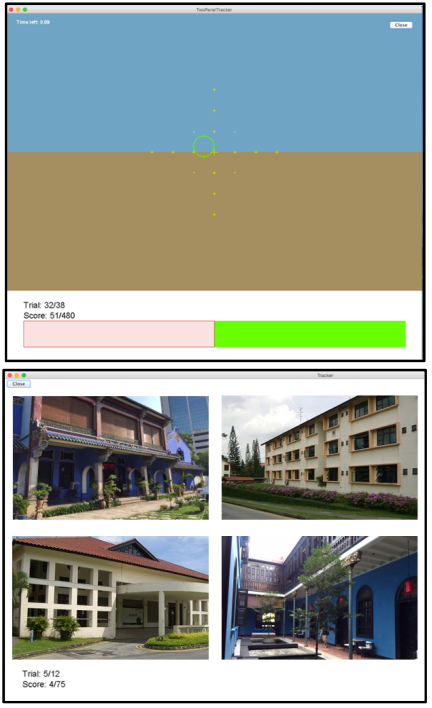 TwoPanelTracker
Time left: 0.09
Close
Trial: 32/38
Score: 51/480
Tracker
Close
Trial: 5/12
Score: 4/75